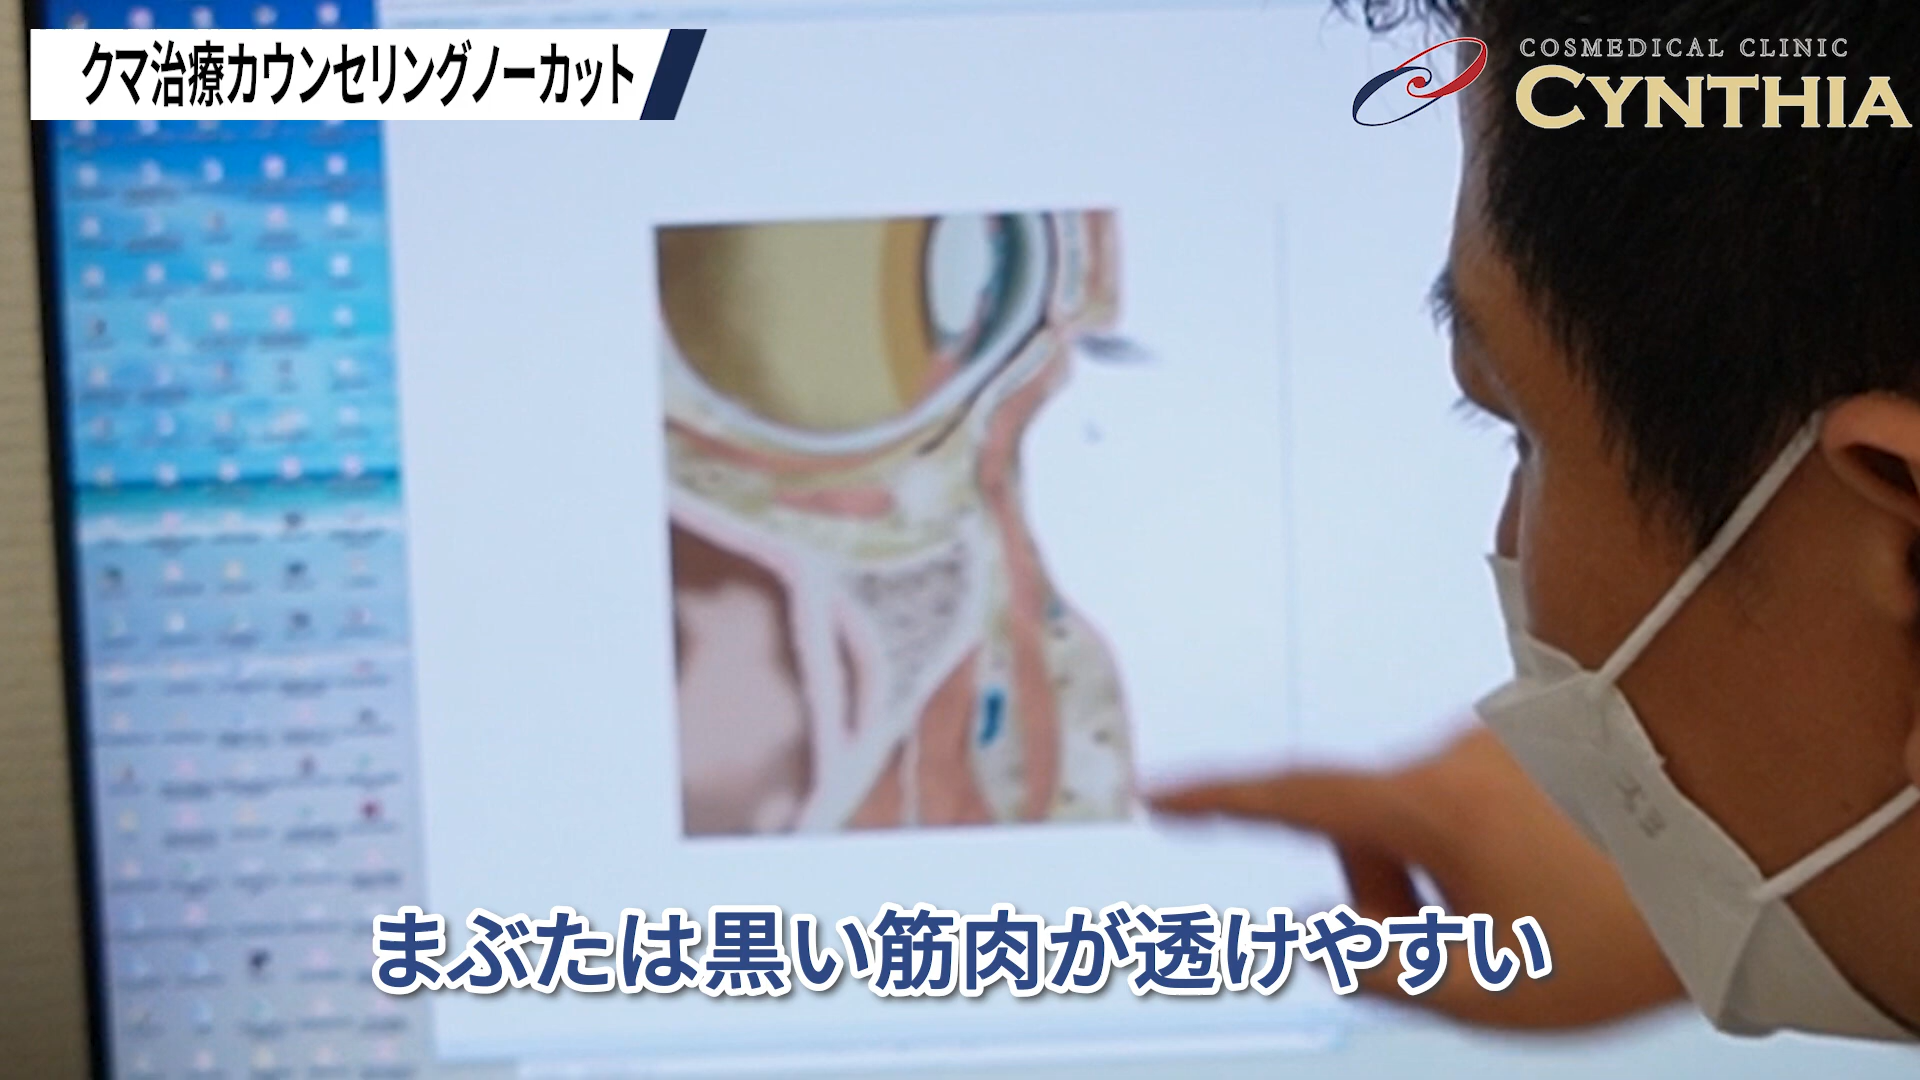 クマ治療カウンセリングノーカット
COSMEDICAL CLINIC
CYNTHIA
まぶたは黒い筋肉が透けやすい